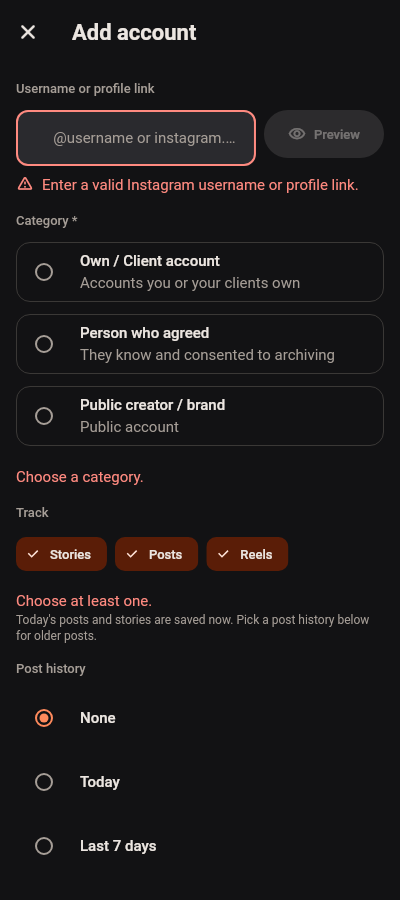 Add account
Username or profile link
@username or instagram....
Preview
Enter a valid Instagram username or profile link.
Category *
Own / Client account
Accounts you or your clients own
Person who agreed
They know and consented to archiving
Public creator / brand
Public account
Choose a category.
Track
Stories
Posts
Reels
Choose at least one.
Today's posts and stories are saved now. Pick a post history below
for older posts.
Post history
None
Today
Last 7 days